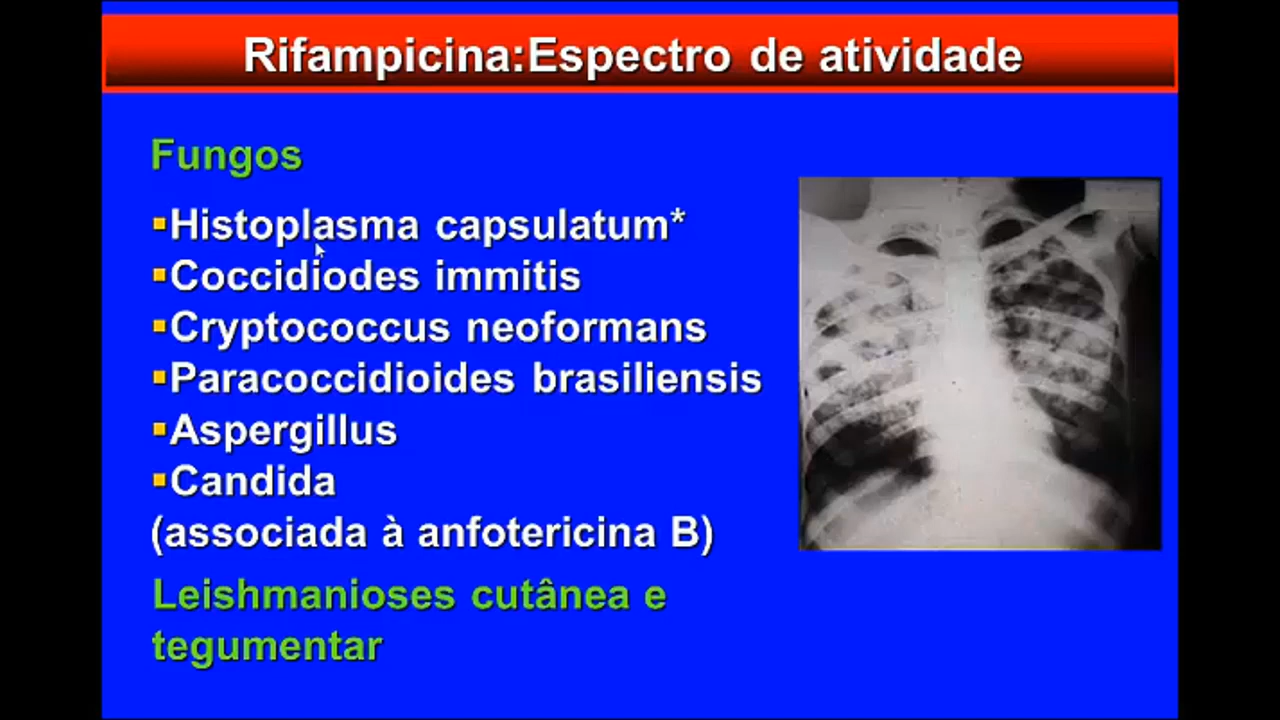 Rifampicina:Espectro de atividade
Fungos
▪Histoplasma capsulatum*
▪Coccidiodes immitis
▪Cryptococcus neoformans
▪Paracoccidioides brasiliensis
▪Aspergillus
▪Candida
(associada à anfotericina B)
Leishmanioses cutânea e
tegumentar